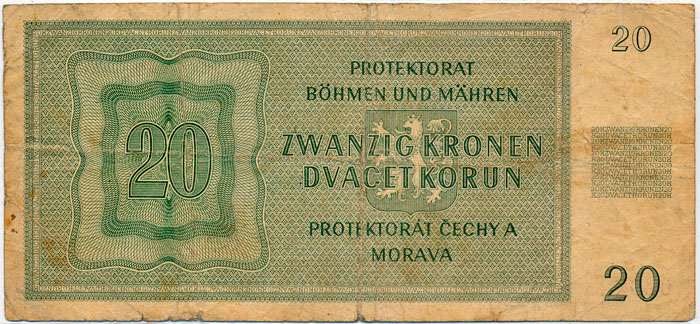 20
PROTEKTORAT
BÖHMEN UND MÄHREN
20
ZWANZIG KRONEN
DVACET KORUN
PROTEKTORÁT ČECHY A
MORAVA
20